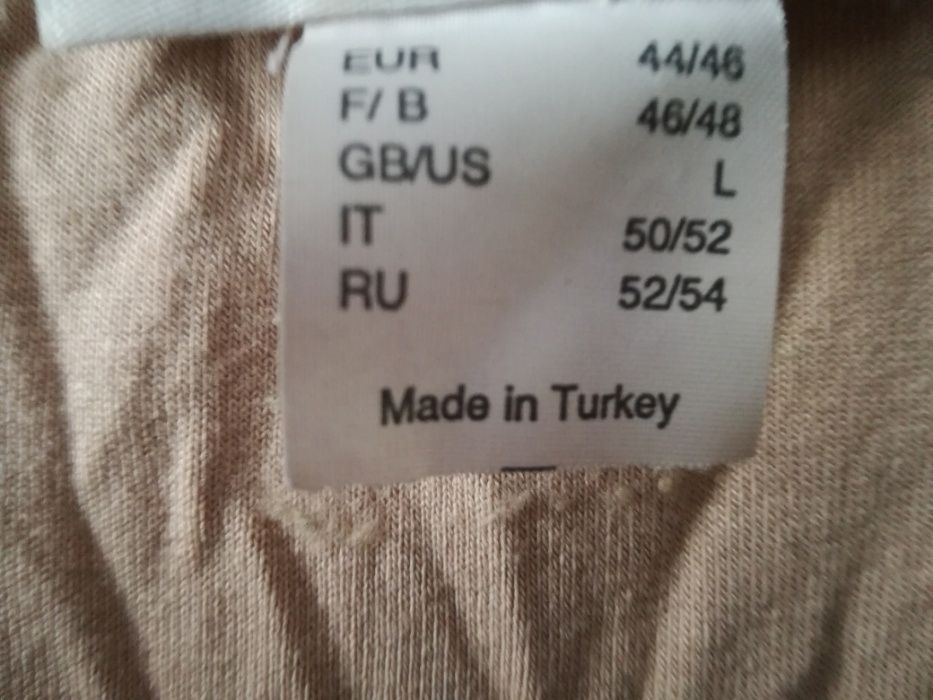 EUR 44/46
F/ B 46/48
GB/US L
IT 50/52
RU 52/54
Made in Turkey